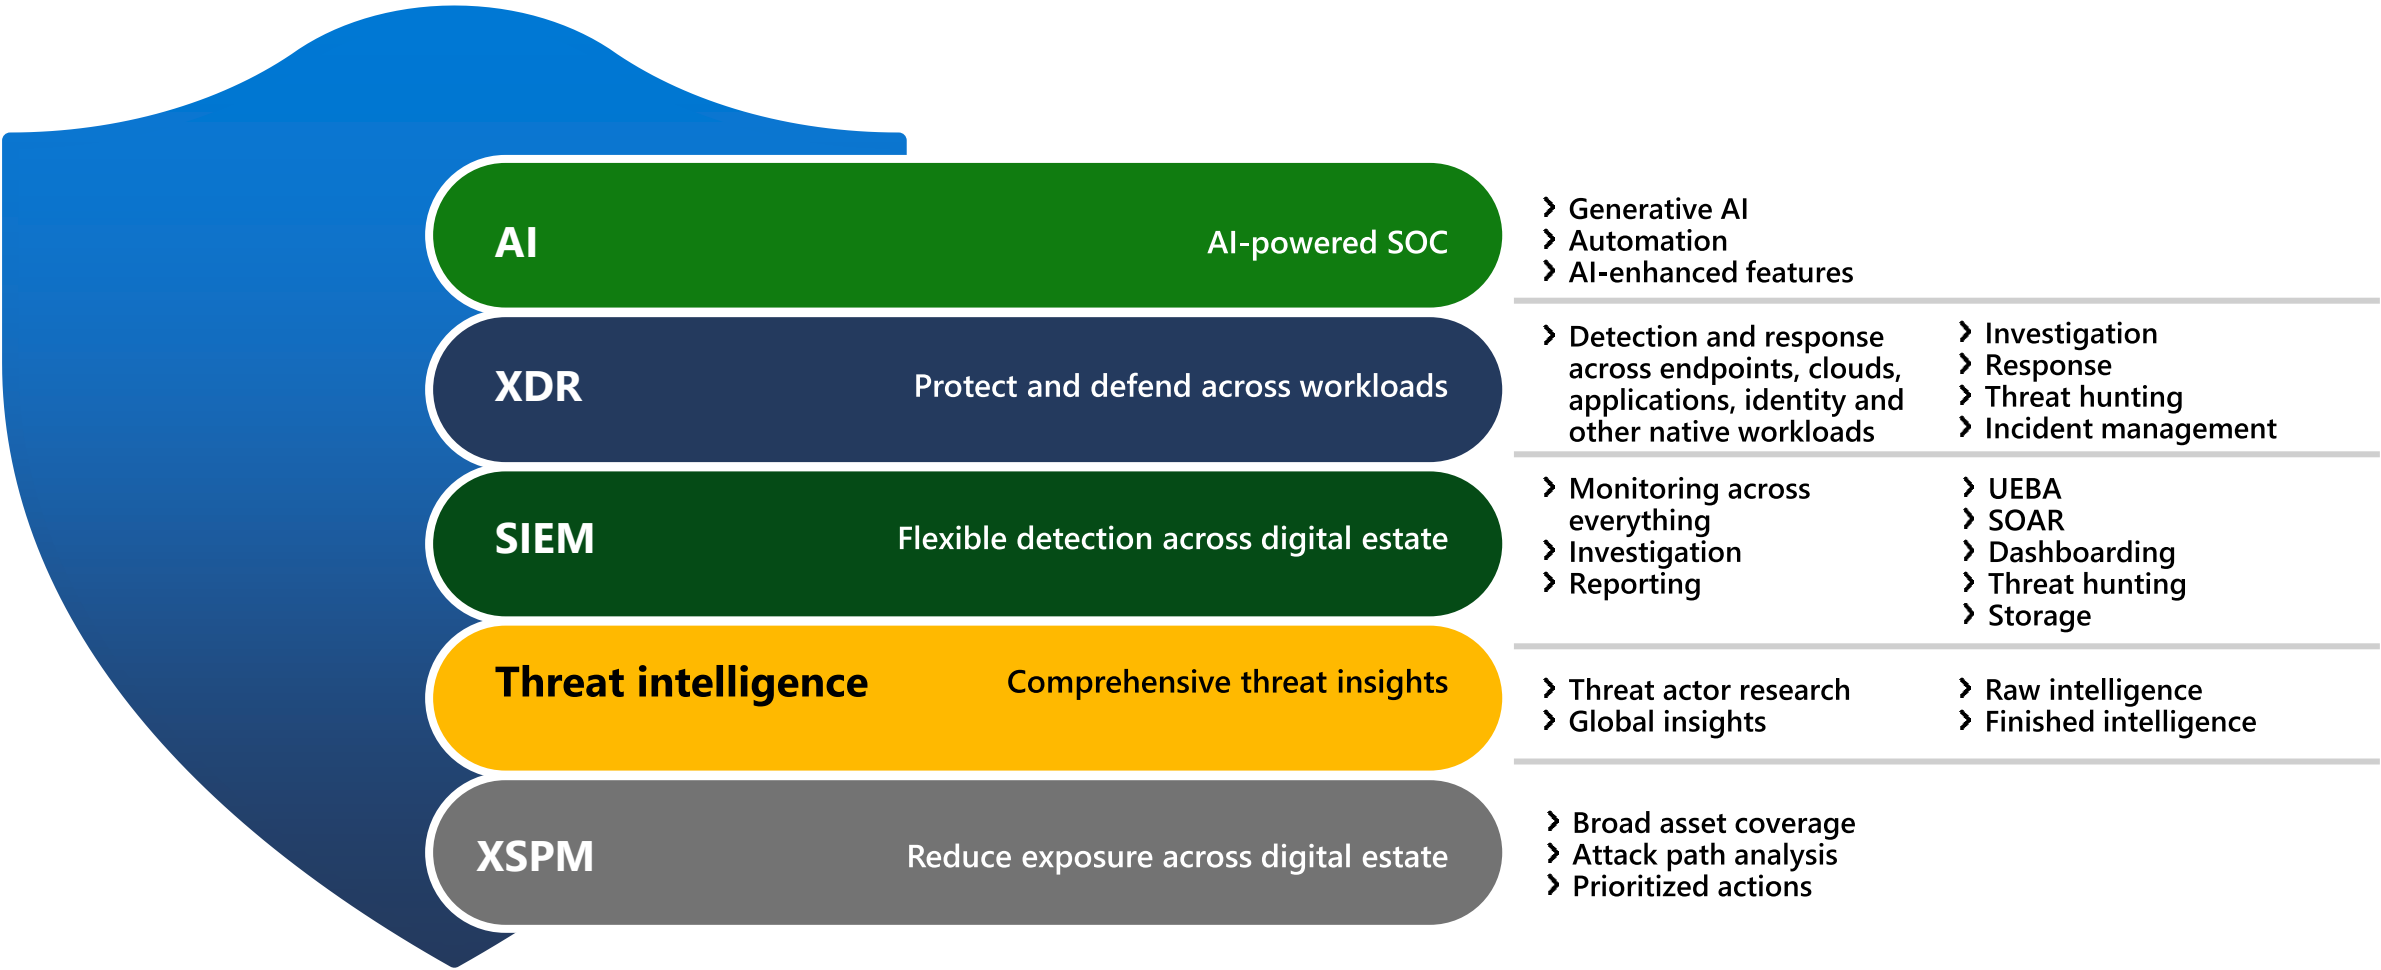 AI
AI-powered SOC
Generative AI
Automation
AI-enhanced features
XDR
Protect and defend across workloads
Detection and response
across endpoints, clouds,
applications, identity and
other native workloads
Investigation
Response
Threat hunting
Incident management
SIEM
Flexible detection across digital estate
Monitoring across
everything
Investigation
Reporting
UEBA
SOAR
Dashboarding
Threat hunting
Storage
Threat intelligence
Comprehensive threat insights
Threat actor research
Global insights
Raw intelligence
Finished intelligence
XSPM
Reduce exposure across digital estate
Broad asset coverage
Attack path analysis
Prioritized actions